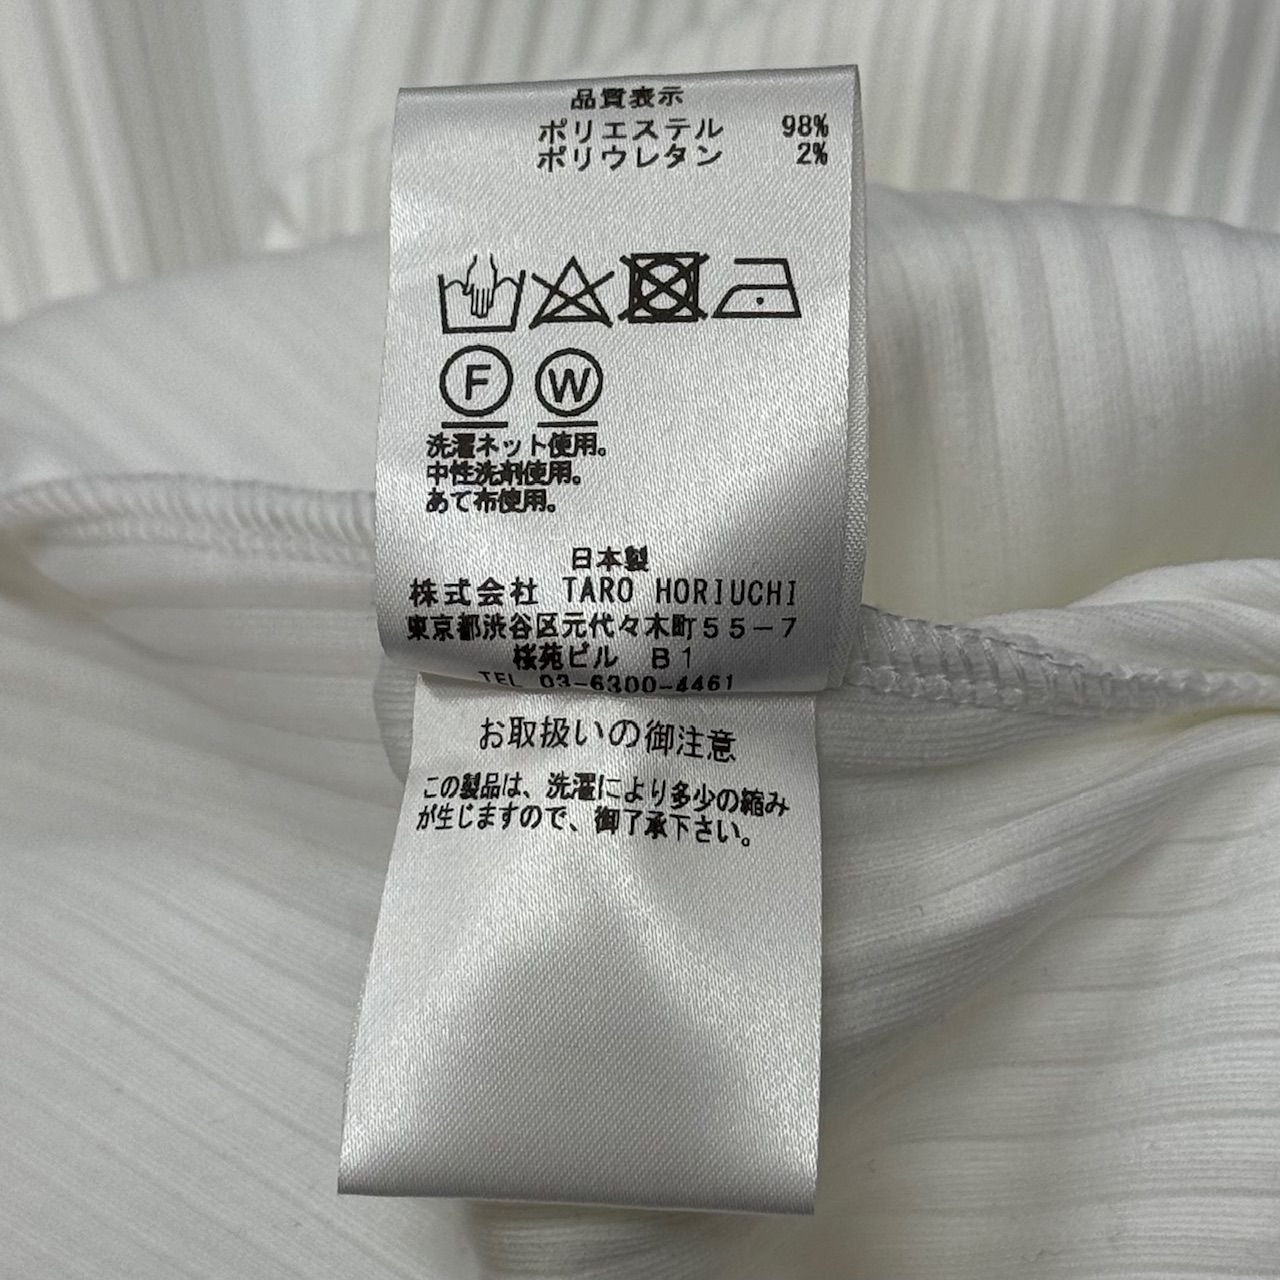 品質表示
ポリエステル 98%
ポリウレタン 2%
F W
洗濯ネット使用。
中性洗剤使用。
あて布使用。
日本製
株式会社 TARO HORIUCHI
東京都渋谷区元代々木町55-7
桜苑ビル B1
TEL 03-6300-4461
お取扱いの御注意
この製品は、洗濯により多少の縮み
が生じますので、御了承下さい。